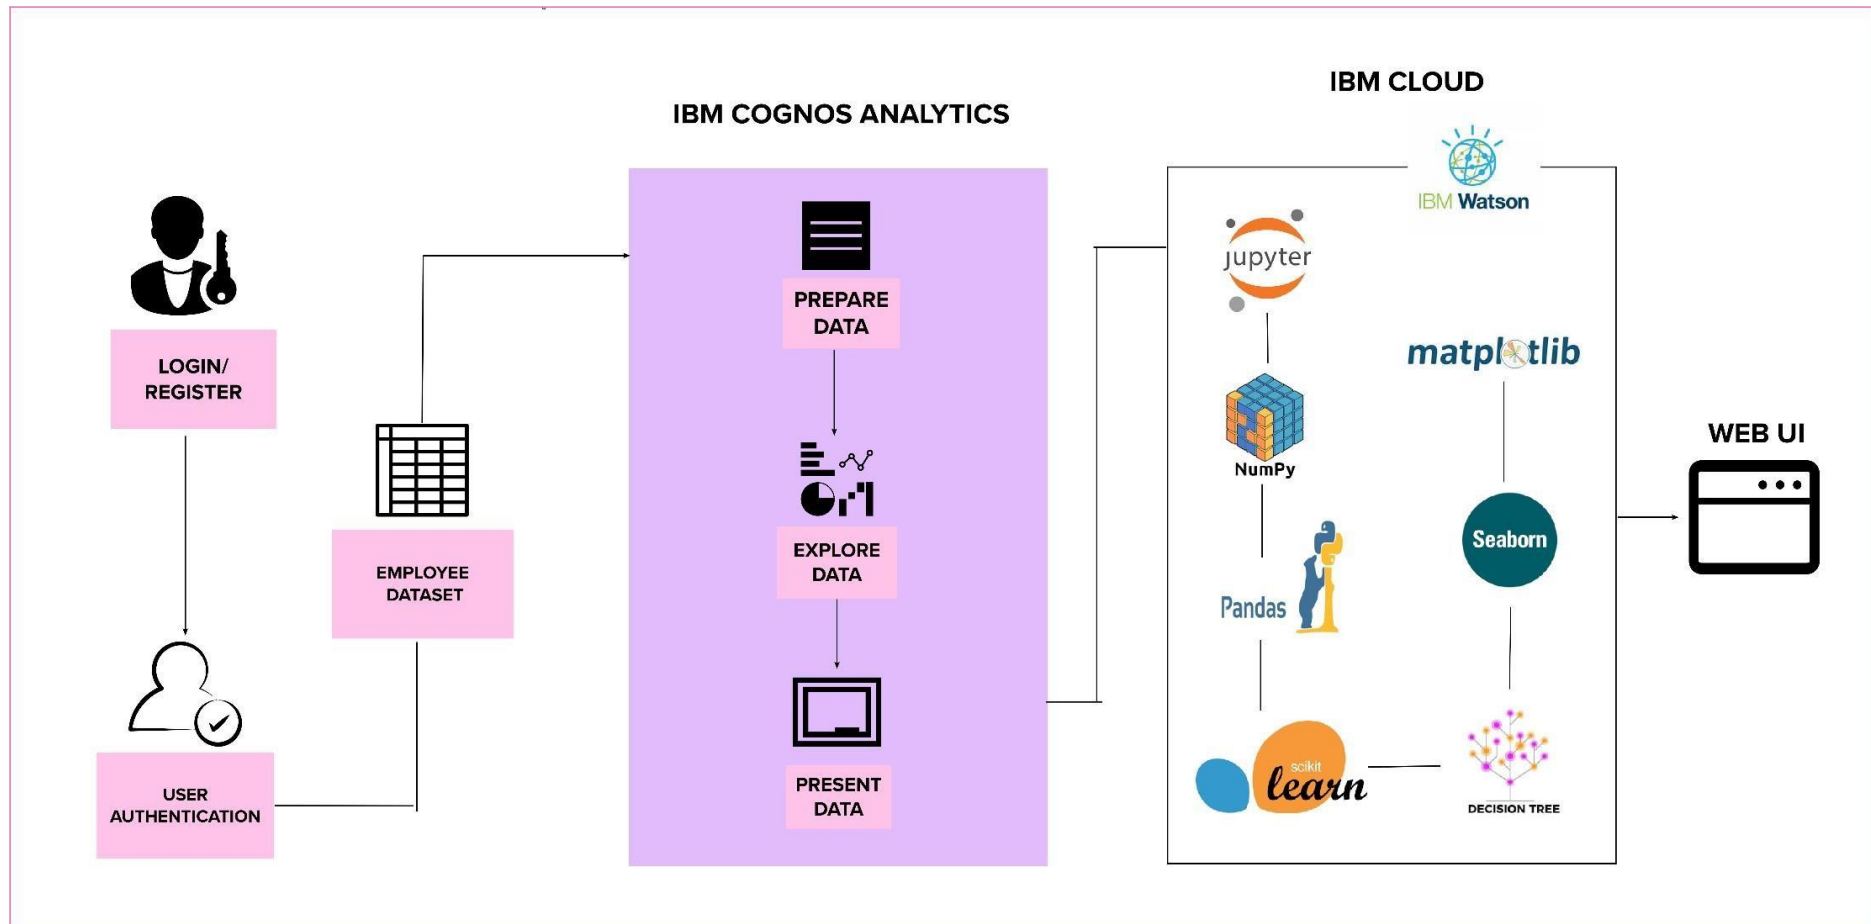 LOGIN/
REGISTER
USER
AUTHENTICATION
EMPLOYEE
DATASET
IBM COGNOS ANALYTICS
PREPARE
DATA
EXPLORE
DATA
PRESENT
DATA
IBM CLOUD
IBM Watson
jupyter
NumPy
Pandas
scikit
learn
DECISION TREE
Seaborn
matplotlib
WEB UI